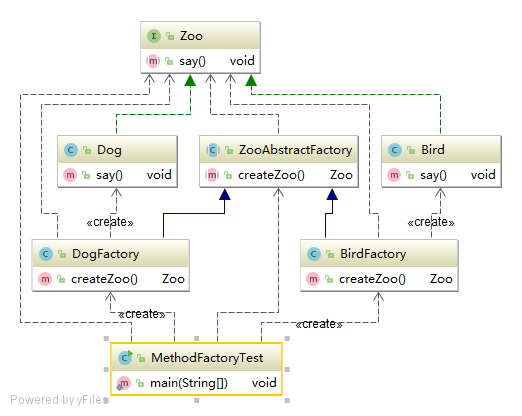 I Zoo
m say() void
C Dog
m say() void
C ZooAbstractFactory
m createZoo() Zoo
C Bird
m say() void
«create»
«create»
C DogFactory
m createZoo() Zoo
C BirdFactory
m createZoo() Zoo
«create»
«create»
C MethodFactoryTest
m main(String[]) void
Powered by yFiles